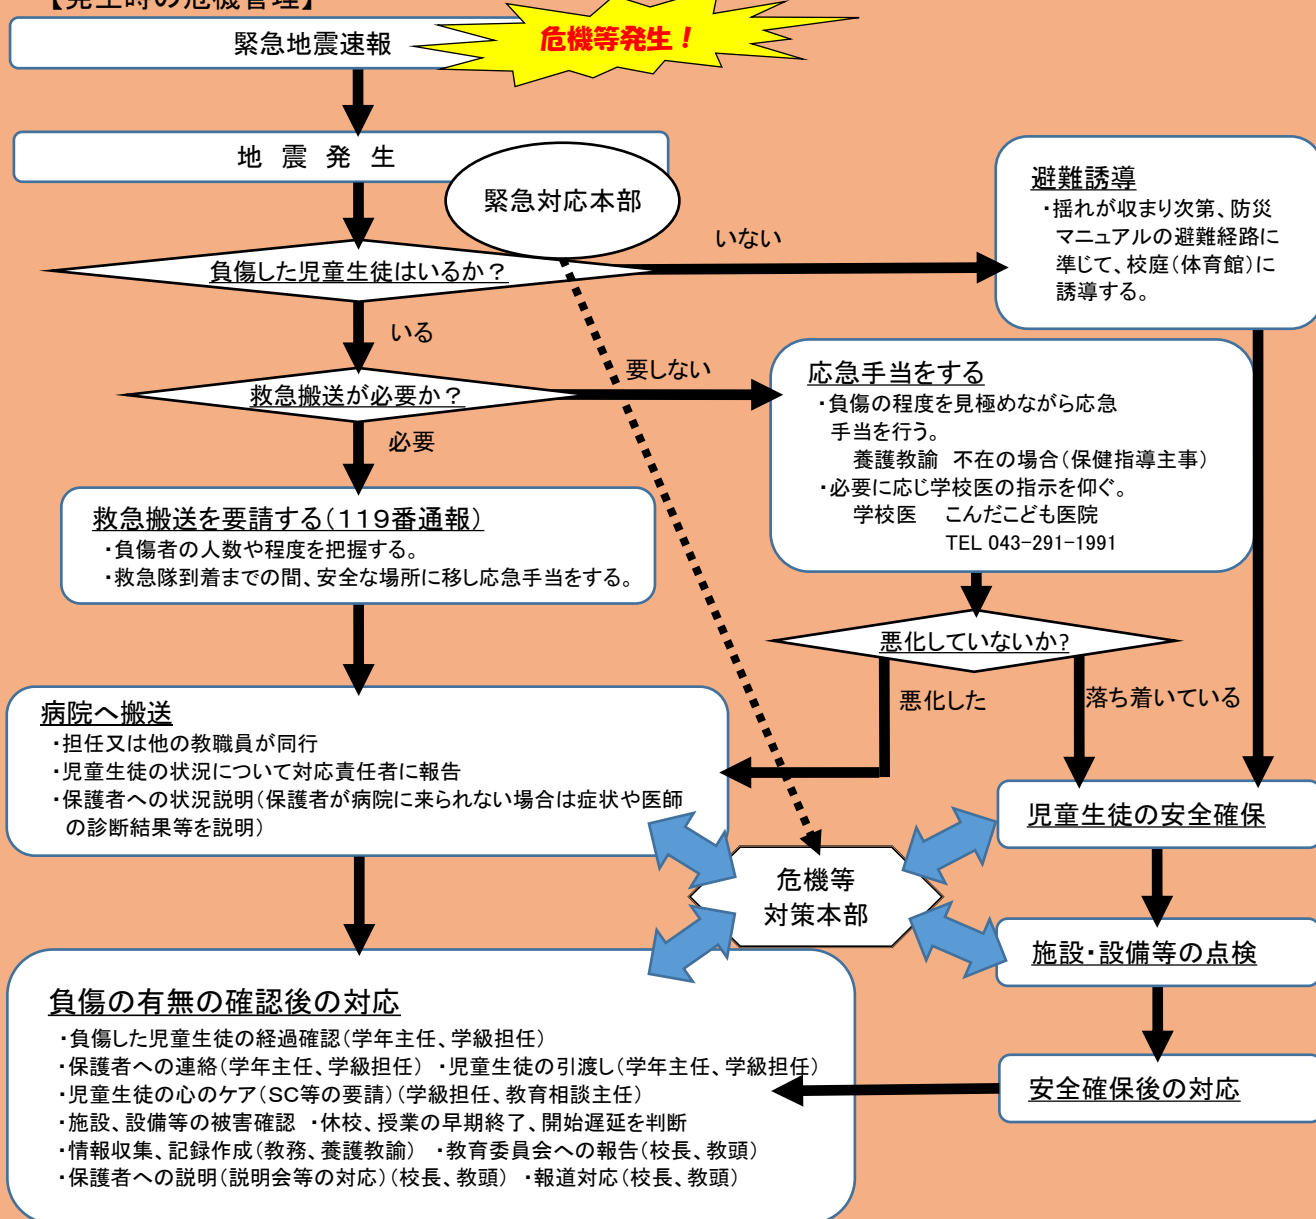 【発生時の危機管理】
緊急地震速報
危機等発生！
地 震 発 生
緊急対応本部
負傷した児童生徒はいるか？
いない
避難誘導
・揺れが収まり次第、防災
マニュアルの避難経路に
準じて、校庭（体育館）に
誘導する。
いる
救急搬送が必要か？
要しない
応急手当をする
・負傷の程度を見極めながら応急
手当を行う。
養護教諭 不在の場合（保健指導主事）
・必要に応じ学校医の指示を仰ぐ。
学校医 こんだこども医院
TEL 043-291-1991
必要
救急搬送を要請する（１１９番通報）
・負傷者の人数や程度を把握する。
・救急隊到着までの間、安全な場所に移し応急手当をする。
悪化していないか?
悪化した
落ち着いている
病院へ搬送
・担任又は他の教職員が同行
・児童生徒の状況について対応責任者に報告
・保護者への状況説明（保護者が病院に来られない場合は症状や医師
の診断結果等を説明）
児童生徒の安全確保
危機等
対策本部
施設・設備等の点検
負傷の有無の確認後の対応
・負傷した児童生徒の経過確認（学年主任、学級担任）
・保護者への連絡（学年主任、学級担任） ・児童生徒の引渡し（学年主任、学級担任）
・児童生徒の心のケア（ＳＣ等の要請）（学級担任、教育相談主任）
・施設、設備等の被害確認 ・休校、授業の早期終了、開始遅延を判断
・情報収集、記録作成（教務、養護教諭） ・教育委員会への報告（校長、教頭）
・保護者への説明（説明会等の対応）（校長、教頭） ・報道対応（校長、教頭）
安全確保後の対応